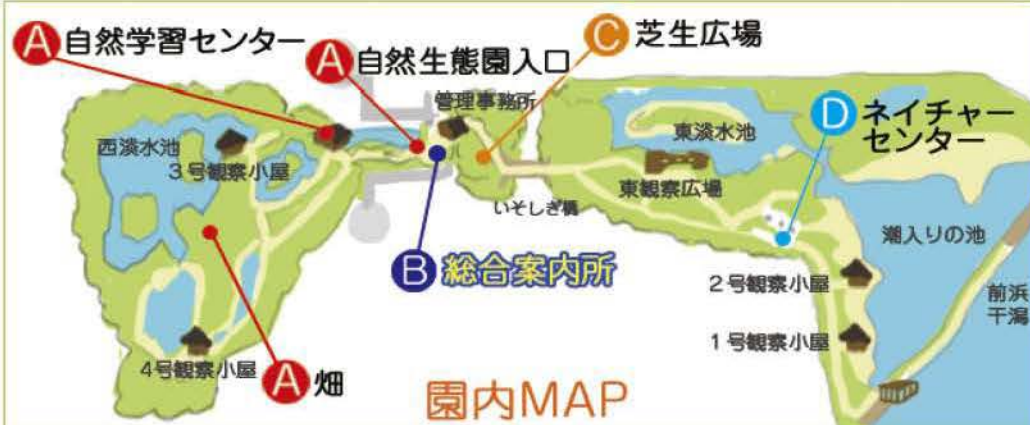 A 自然学習センター
A 自然生態園入口
C 芝生広場
管理事務所
西淡水池
3号観察小屋
東淡水池
D ネイチャー
センター
東観察広場
いそしぎ橋
潮入りの池
B 総合案内所
2号観察小屋
前浜
干潟
1号観察小屋
4号観察小屋
A 畑
園内MAP